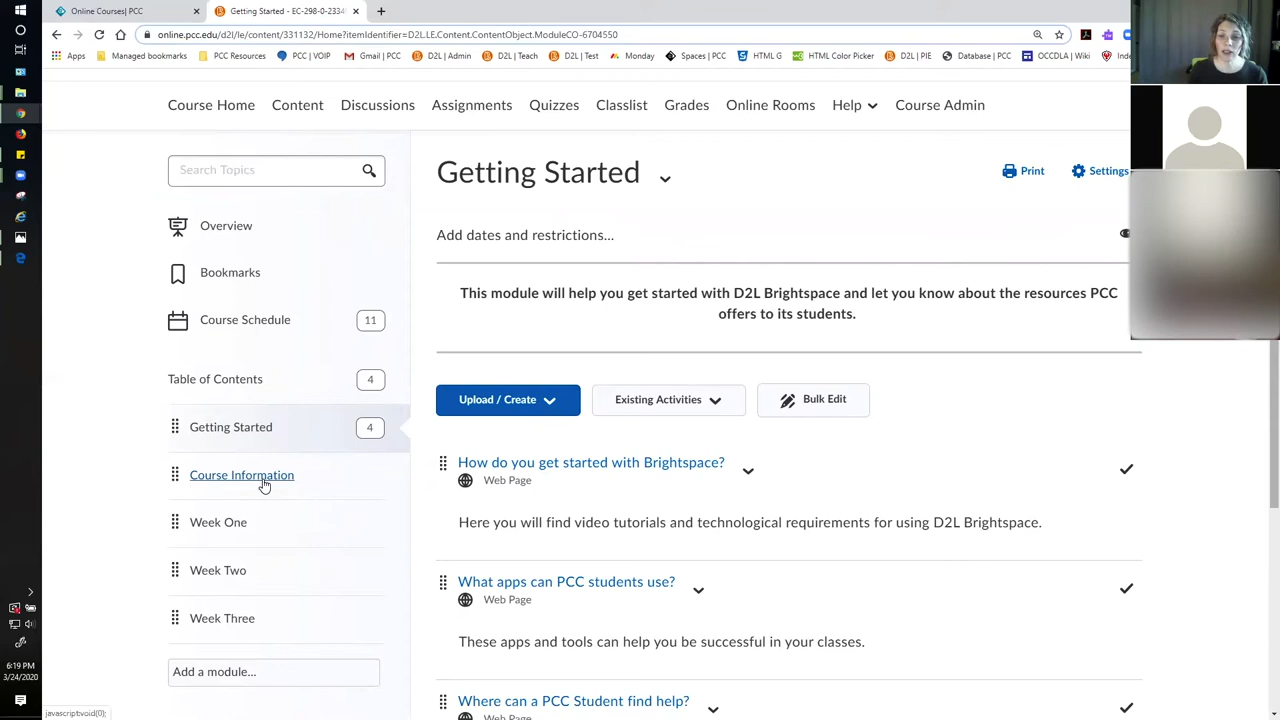 Online Courses| PCC
Getting Started - EC-298-0-2334
online.pcc.edu/d2l/le/content/331132/Home?itemIdentifier=D2L.LE.Content.ContentObject.ModuleCO-6704550
Apps Managed bookmarks PCC Resources PCC | VOIP Gmail | PCC D2L | Admin D2L | Teach D2L | Test Monday Spaces | PCC HTML G HTML Color Picker D2L | PIE Database | PCC OCCDLA | Wiki
Course Home Content Discussions Assignments Quizzes Classlist Grades Online Rooms Help Course Admin
Search Topics
Overview
Bookmarks
Course Schedule 11
Table of Contents 4
Getting Started 4
Course Information
Week One
Week Two
Week Three
Add a module...
Getting Started
Print Settings
Add dates and restrictions...
This module will help you get started with D2L Brightspace and let you know about the resources PCC
offers to its students.
Upload / Create Existing Activities Bulk Edit
How do you get started with Brightspace?
Web Page
Here you will find video tutorials and technological requirements for using D2L Brightspace.
What apps can PCC students use?
Web Page
These apps and tools can help you be successful in your classes.
Where can a PCC Student find help?
Web Page
6:19 PM
3/24/2020
javascript:void(0);